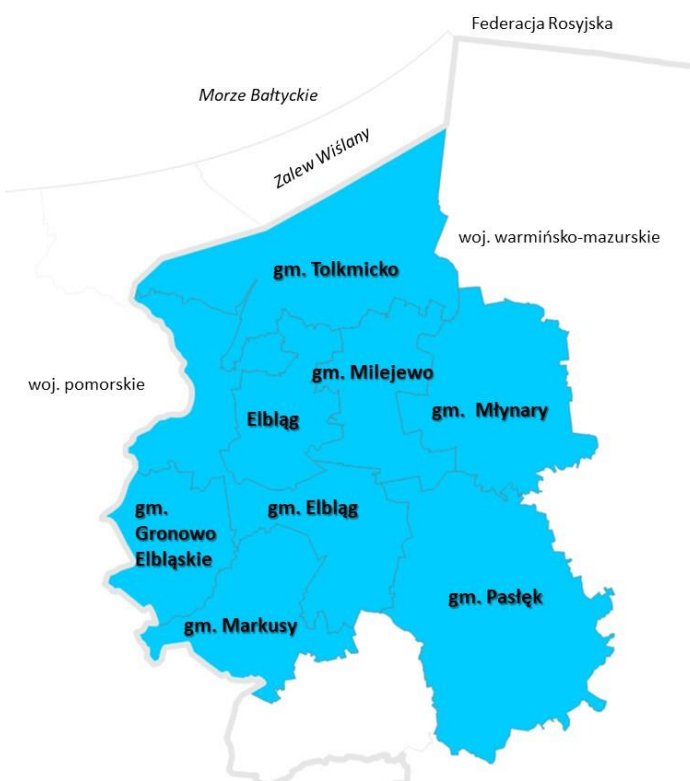 Federacja Rosyjska
Morze Bałtyckie
Zalew Wiślany
woj. warmińsko-mazurskie
gm. Tolkmicko
gm. Milejewo
woj. pomorskie
gm. Młynary
Elbląg
gm.
Gronowo
Elbląskie
gm. Elbląg
gm. Pasłęk
gm. Markusy